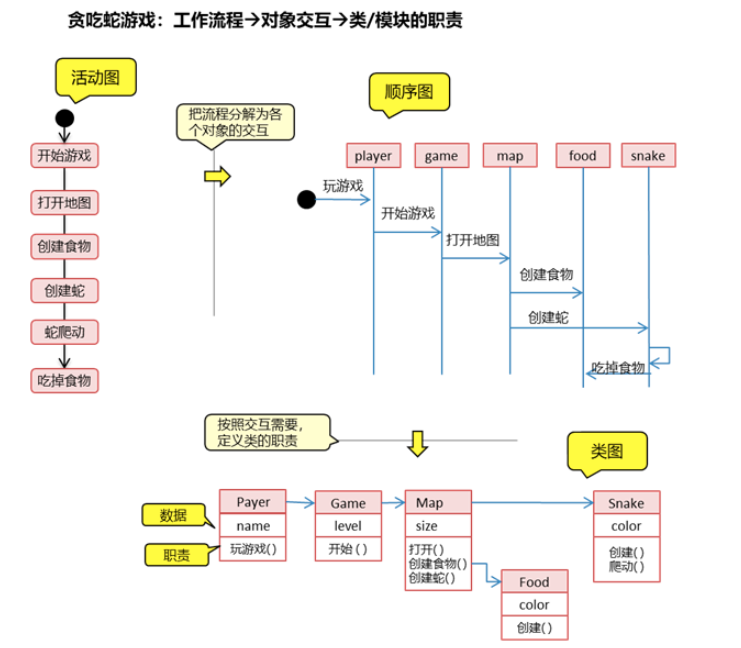 贪吃蛇游戏：工作流程→对象交互→类/模块的职责
活动图
开始游戏
打开地图
创建食物
创建蛇
蛇爬动
吃掉食物
把流程分解为各
个对象的交互
顺序图
player
game
map
food
snake
玩游戏
开始游戏
打开地图
创建食物
创建蛇
吃掉食物
按照交互需要，
定义类的职责
类图
数据
职责
Payer
name
玩游戏()
Game
level
开始()
Map
size
打开()
创建食物()
创建蛇()
Snake
color
创建()
爬动()
Food
color
创建()